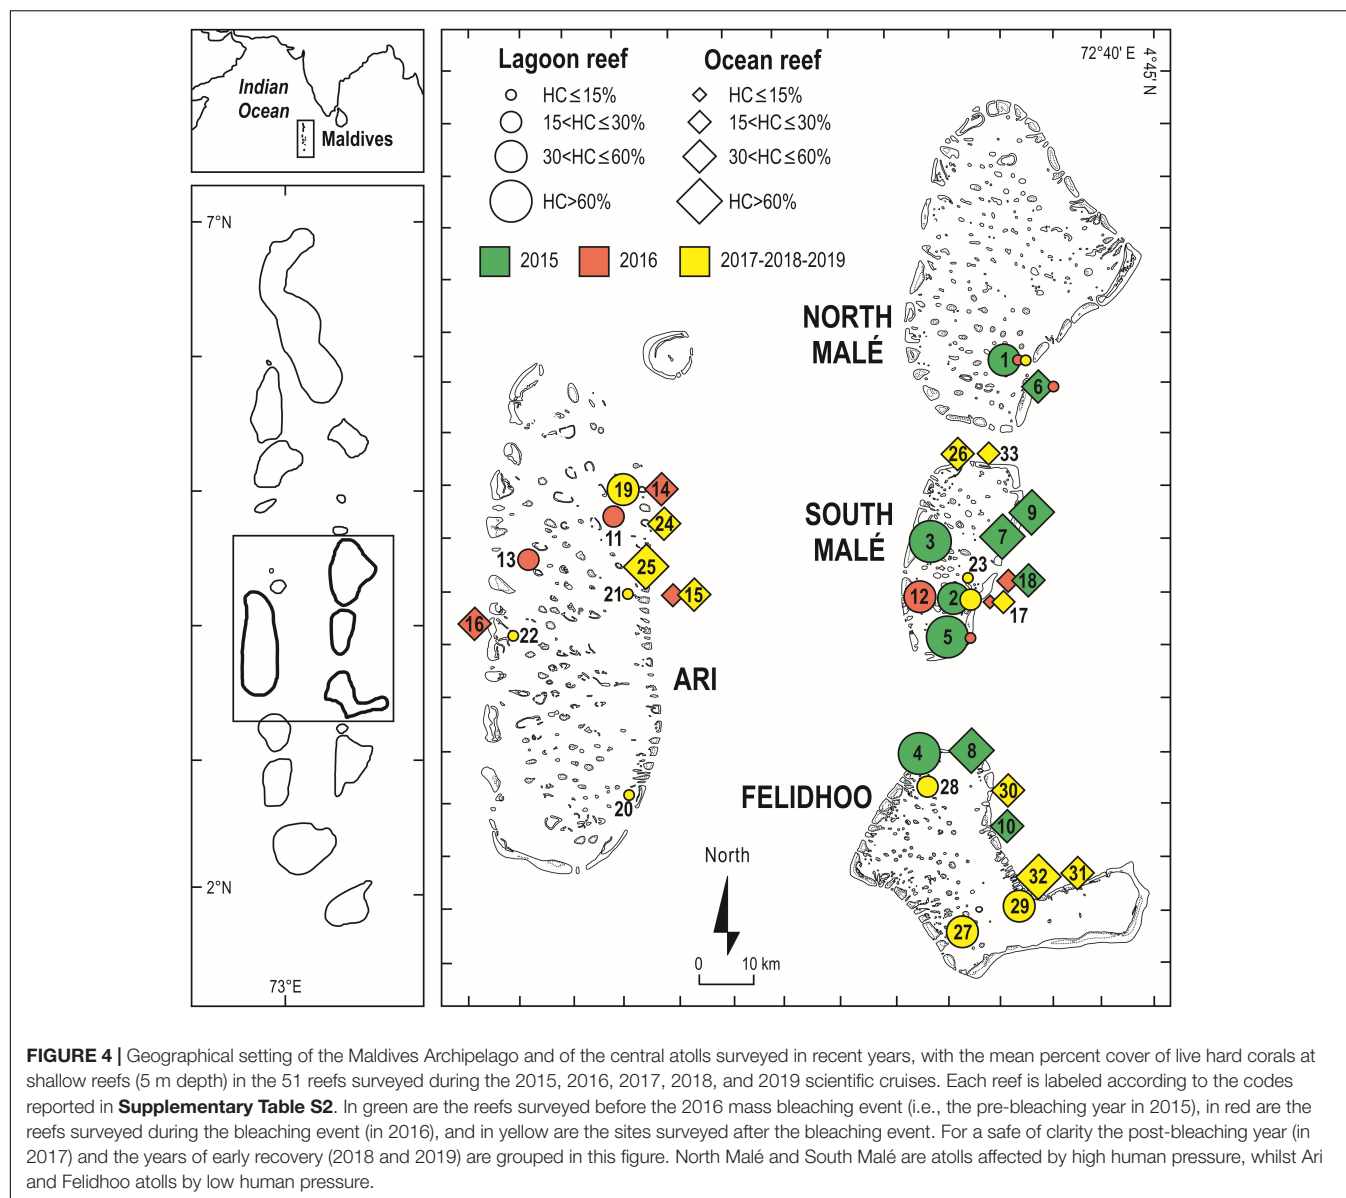 Indian
Ocean
Maldives
7°N
2°N
73°E
Lagoon reef
HC≤15%
15<HC≤30%
30<HC≤60%
HC>60%
Ocean reef
HC≤15%
15<HC≤30%
30<HC≤60%
HC>60%
2015
2016
2017-2018-2019
72°40' E
4°45' N
NORTH
MALÉ
1
6
26
33
SOUTH
MALÉ
9
7
3
23
18
12
2
17
5
19
14
11
24
13
25
21
15
16
22
ARI
20
FELIDHOO
4
8
28
30
10
32
31
29
27
North
0
10 km
FIGURE 4 | Geographical setting of the Maldives Archipelago and of the central atolls surveyed in recent years, with the mean percent cover of live hard corals at
shallow reefs (5 m depth) in the 51 reefs surveyed during the 2015, 2016, 2017, 2018, and 2019 scientific cruises. Each reef is labeled according to the codes
reported in Supplementary Table S2. In green are the reefs surveyed before the 2016 mass bleaching event (i.e., the pre-bleaching year in 2015), in red are the
reefs surveyed during the bleaching event (in 2016), and in yellow are the sites surveyed after the bleaching event. For a safe of clarity the post-bleaching year (in
2017) and the years of early recovery (2018 and 2019) are grouped in this figure. North Malé and South Malé are atolls affected by high human pressure, whilst Ari
and Felidhoo atolls by low human pressure.